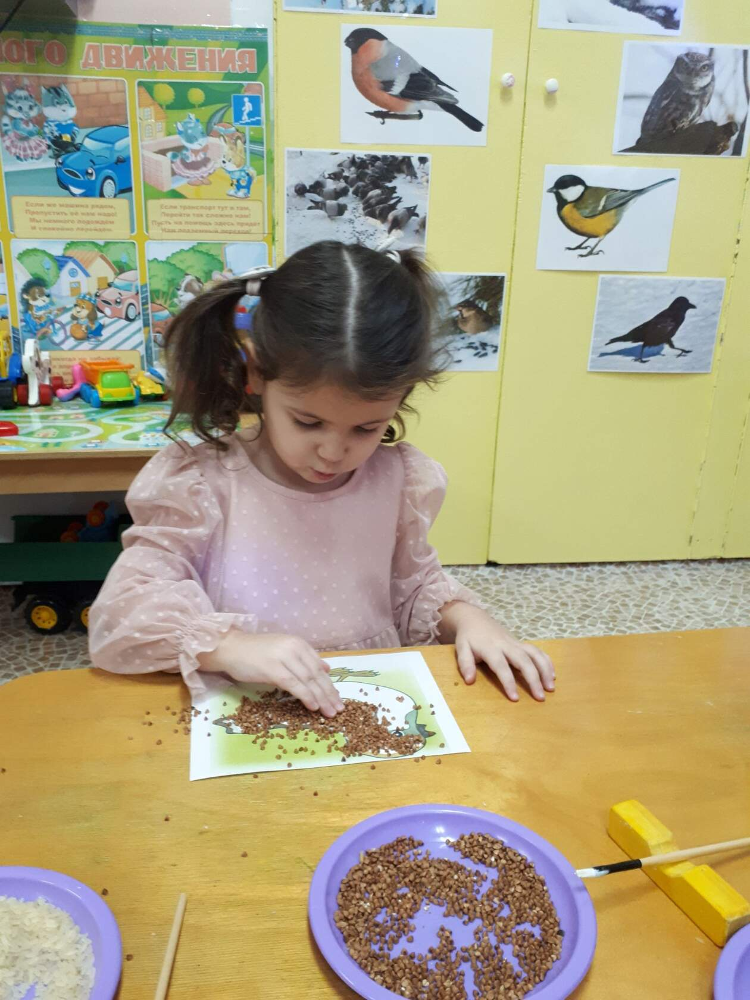 НОГО ДВИЖЕНИЯ
Если же машина рядом,
Пропустить её нам надо!
Мы немного подождём
И спокойно перейдём.
Если транспорт тут и там,
Перейти так сложно нам!
Пусть на помощь здесь придёт
Нам подземный переход!